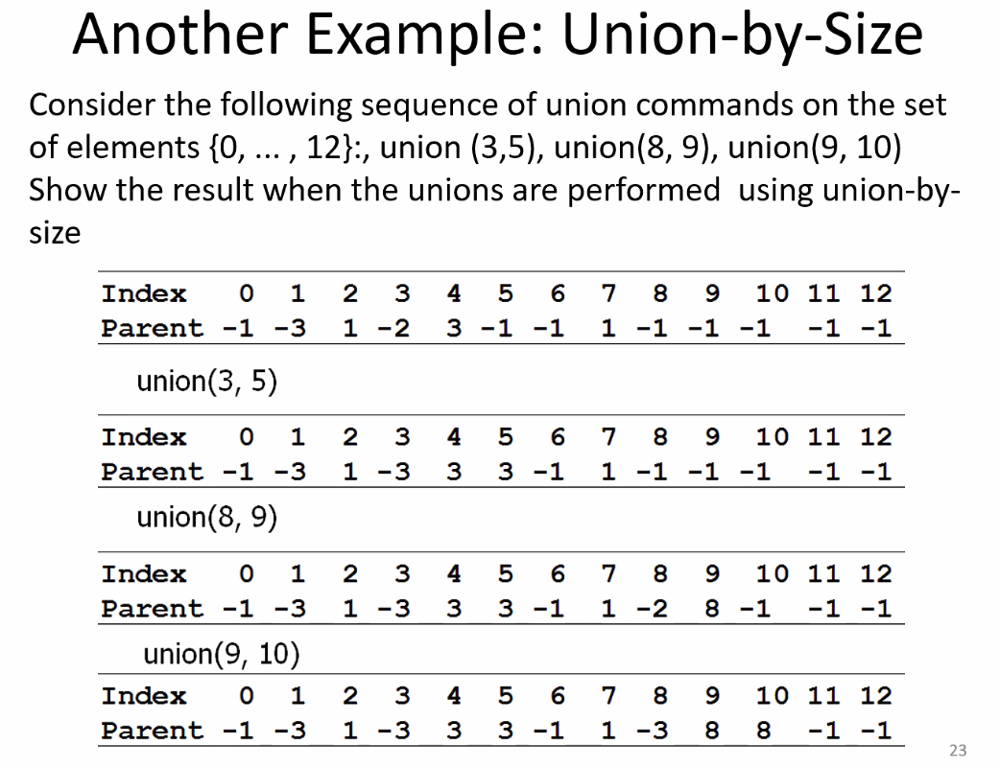 Another Example: Union-by-Size
Consider the following sequence of union commands on the set
of elements {0, ... , 12}:, union (3,5), union(8, 9), union(9, 10)
Show the result when the unions are performed using union-by-
size
Index 0 1 2 3 4 5 6 7 8 9 10 11 12
Parent -1 -3 1 -2 3 -1 -1 1 -1 -1 -1 -1 -1
union(3, 5)
Index 0 1 2 3 4 5 6 7 8 9 10 11 12
Parent -1 -3 1 -3 3 3 -1 1 -1 -1 -1 -1 -1
union(8, 9)
Index 0 1 2 3 4 5 6 7 8 9 10 11 12
Parent -1 -3 1 -3 3 3 -1 1 -2 8 -1 -1 -1
union(9, 10)
Index 0 1 2 3 4 5 6 7 8 9 10 11 12
Parent -1 -3 1 -3 3 3 -1 1 -3 8 8 -1 -1
23